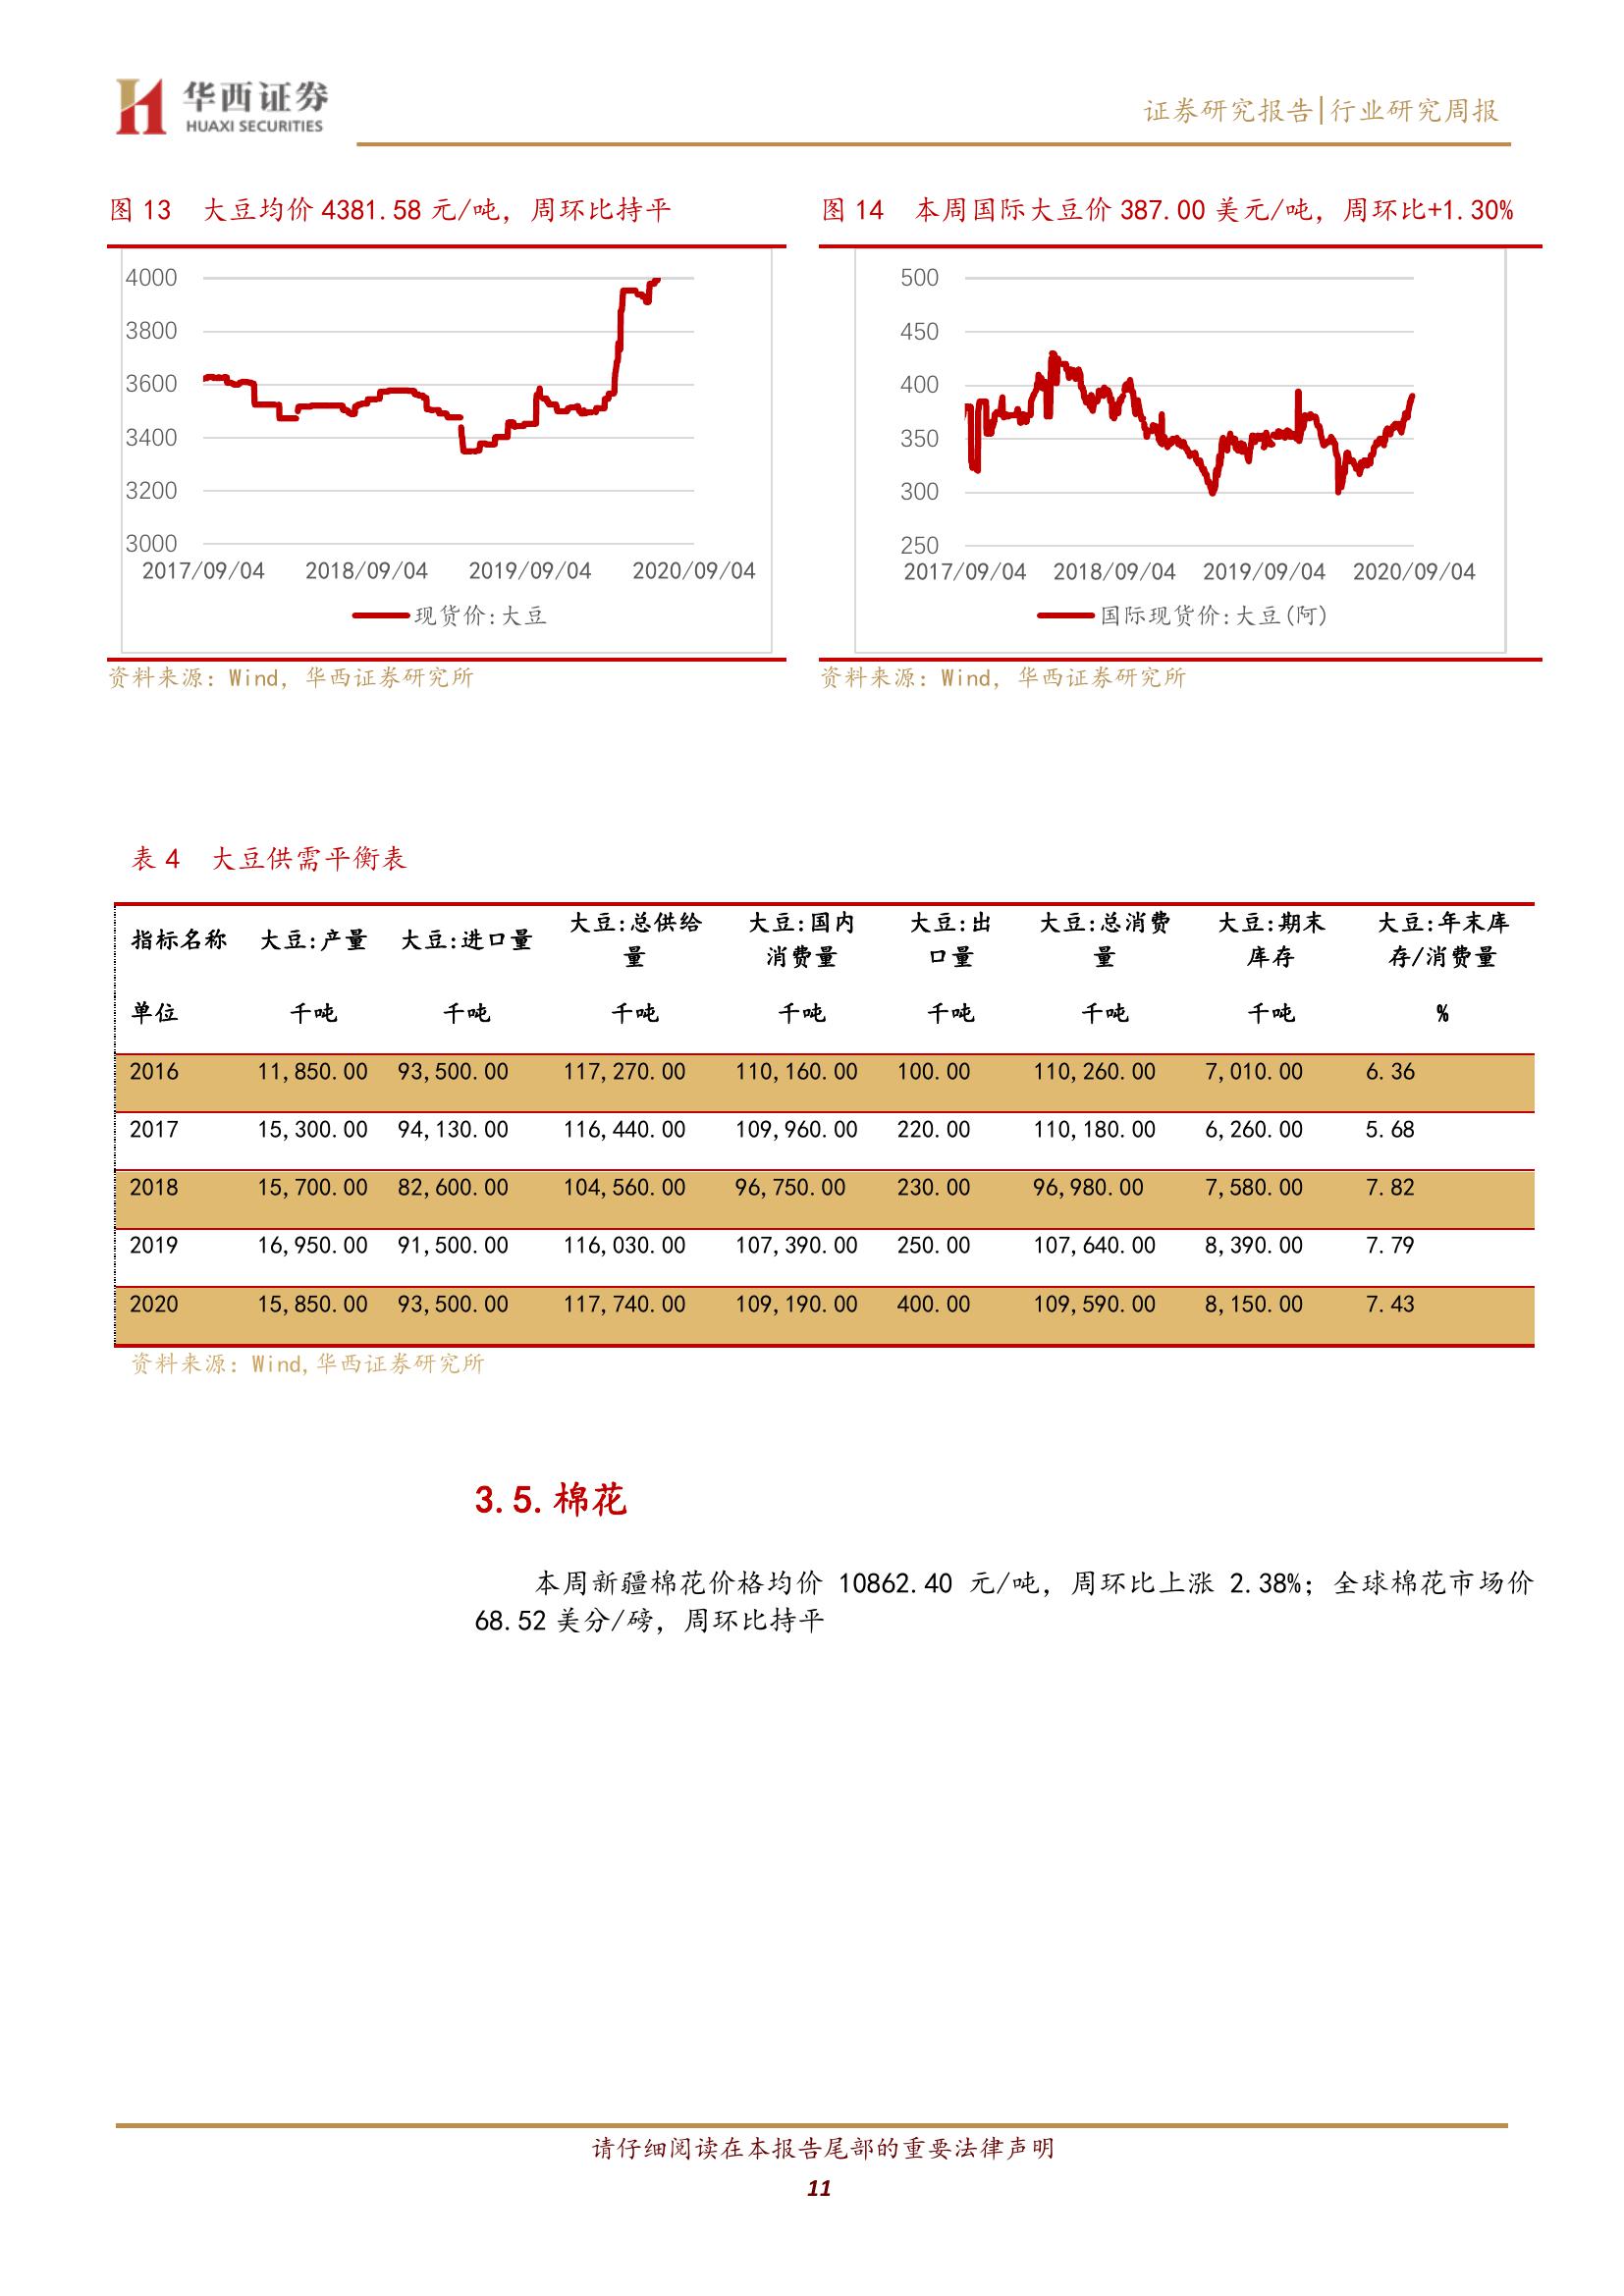 华西证券
HUAXI SECURITIES
证券研究报告|行业研究周报
图 13 大豆均价 4381.58 元/吨，周环比持平
4000
3800
3600
3400
3200
3000
2017/09/04 2018/09/04 2019/09/04 2020/09/04
现货价:大豆
资料来源：Wind，华西证券研究所
图 14 本周国际大豆价 387.00 美元/吨，周环比+1.30%
500
450
400
350
300
250
2017/09/04 2018/09/04 2019/09/04 2020/09/04
国际现货价:大豆(阿)
资料来源：Wind，华西证券研究所
表 4 大豆供需平衡表
指标名称 大豆:产量 大豆:进口量 大豆:总供给量 大豆:国内消费量 大豆:出口量 大豆:总消费量 大豆:期末库存 大豆:年末库存/消费量
单位 千吨 千吨 千吨 千吨 千吨 千吨 千吨 %
2016 11,850.00 93,500.00 117,270.00 110,160.00 100.00 110,260.00 7,010.00 6.36
2017 15,300.00 94,130.00 116,440.00 109,960.00 220.00 110,180.00 6,260.00 5.68
2018 15,700.00 82,600.00 104,560.00 96,750.00 230.00 96,980.00 7,580.00 7.82
2019 16,950.00 91,500.00 116,030.00 107,390.00 250.00 107,640.00 8,390.00 7.79
2020 15,850.00 93,500.00 117,740.00 109,190.00 400.00 109,590.00 8,150.00 7.43
资料来源：Wind,华西证券研究所
3.5.棉花
本周新疆棉花价格均价 10862.40 元/吨，周环比上涨 2.38%；全球棉花市场价
68.52 美分/磅，周环比持平
请仔细阅读在本报告尾部的重要法律声明
11